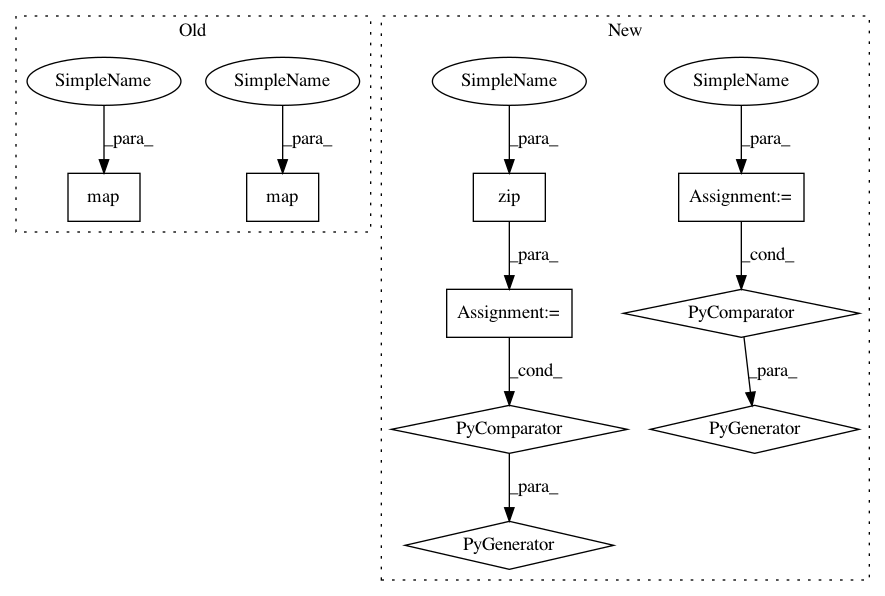 Old
New
SimpleName
SimpleName
SimpleName
SimpleName
_para_
_para_
_para_
_para_
map
map
zip
Assignment:=
_para_
_cond_
Assignment:=
PyComparator
_cond_
_para_
PyComparator
PyGenerator
_para_
PyGenerator